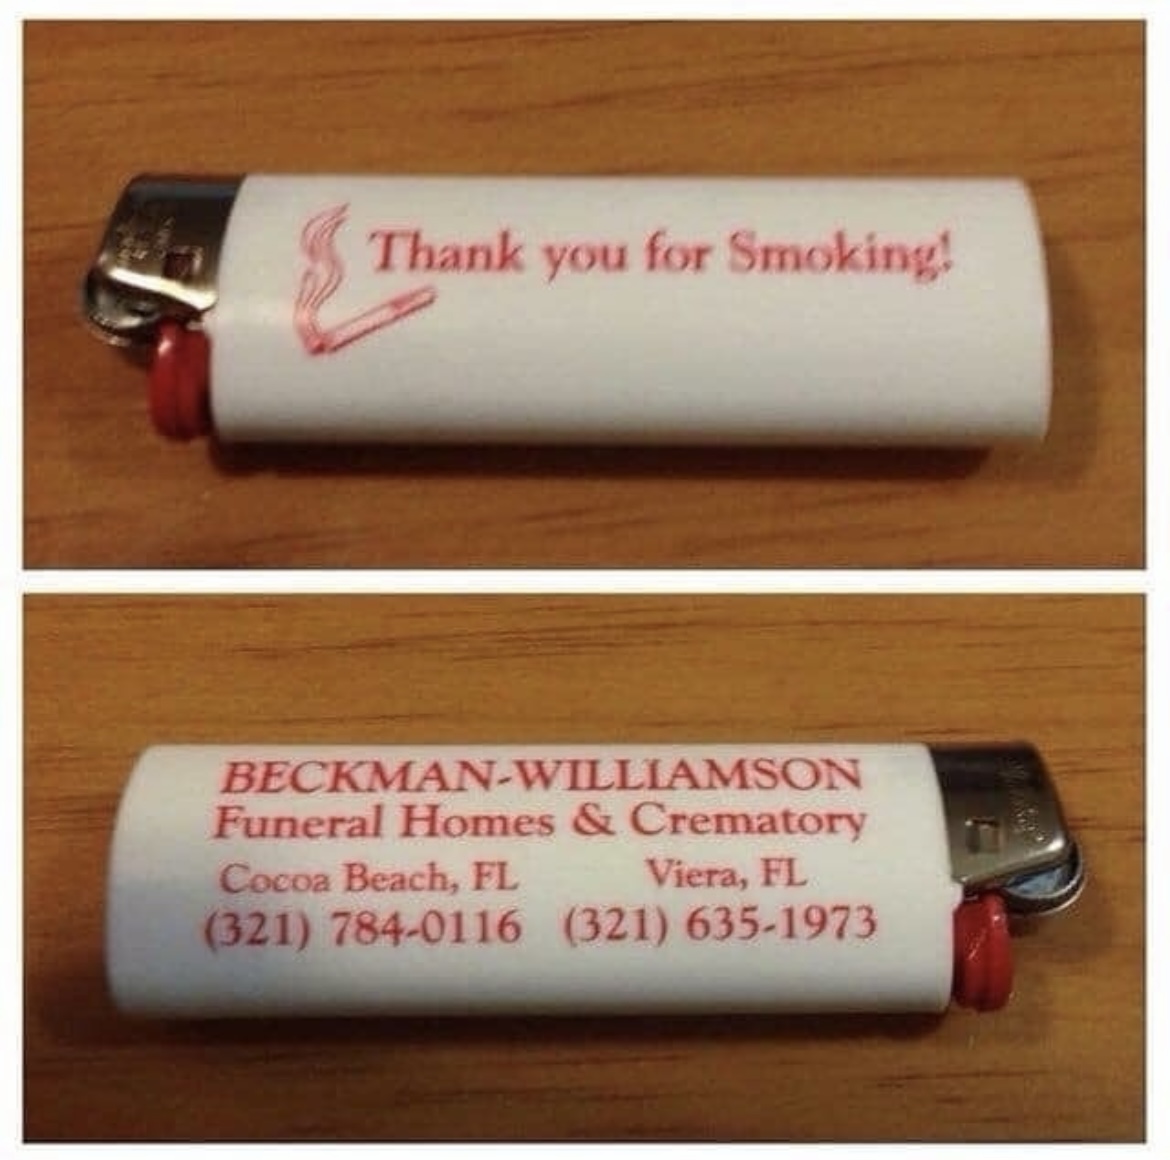 Thank you for Smoking!
BECKMAN-WILLIAMSON
Funeral Homes & Crematory
Cocoa Beach, FL Viera, FL
(321) 784-0116 (321) 635-1973